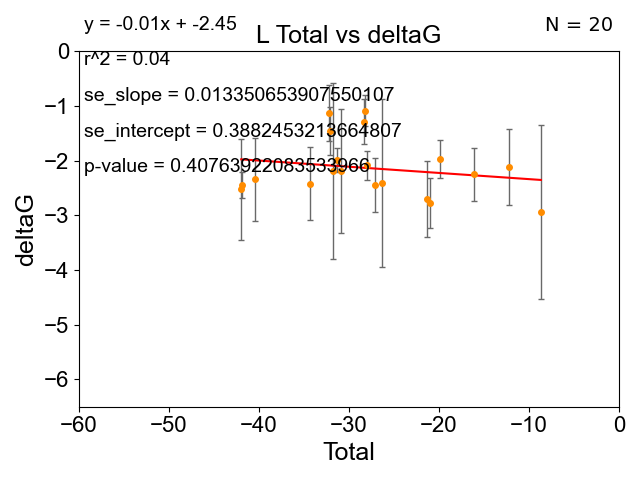 y = -0.01x + -2.45
N = 20
L Total vs deltaG
r^2 = 0.04
se_slope = 0.013350653907550107
se_intercept = 0.3882453213664807
p-value = 0.40763922083533966
deltaG
0
−1
−2
−3
−4
−5
−6
−60
−50
−40
−30
−20
−10
0
Total